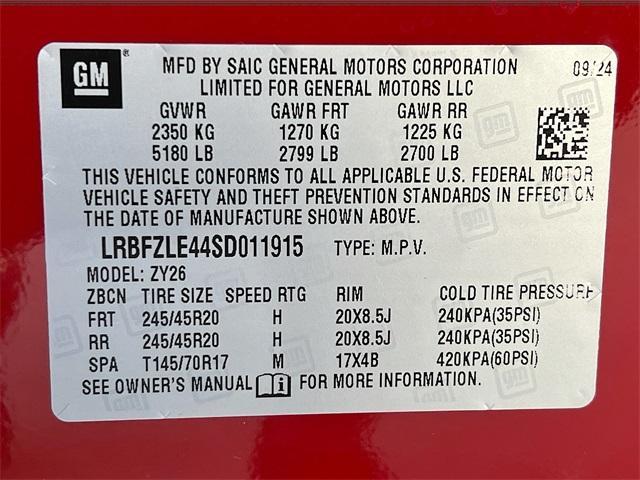 GM ®
MFD BY SAIC GENERAL MOTORS CORPORATION 09/24
LIMITED FOR GENERAL MOTORS LLC
GVWR GAWR FRT GAWR RR
2350 KG 1270 KG 1225 KG
5180 LB 2799 LB 2700 LB
THIS VEHICLE CONFORMS TO ALL APPLICABLE U.S. FEDERAL MOTOR
VEHICLE SAFETY AND THEFT PREVENTION STANDARDS IN EFFECT ON
THE DATE OF MANUFACTURE SHOWN ABOVE.
LRBFZLE44SD011915 TYPE: M.P.V.
MODEL: ZY26
ZBCN TIRE SIZE SPEED RTG RIM COLD TIRE PRESSURE
FRT 245/45R20 H 20X8.5J 240KPA(35PSI)
RR 245/45R20 H 20X8.5J 240KPA(35PSI)
SPA T145/70R17 M 17X4B 420KPA(60PSI)
SEE OWNER'S MANUAL FOR MORE INFORMATION.